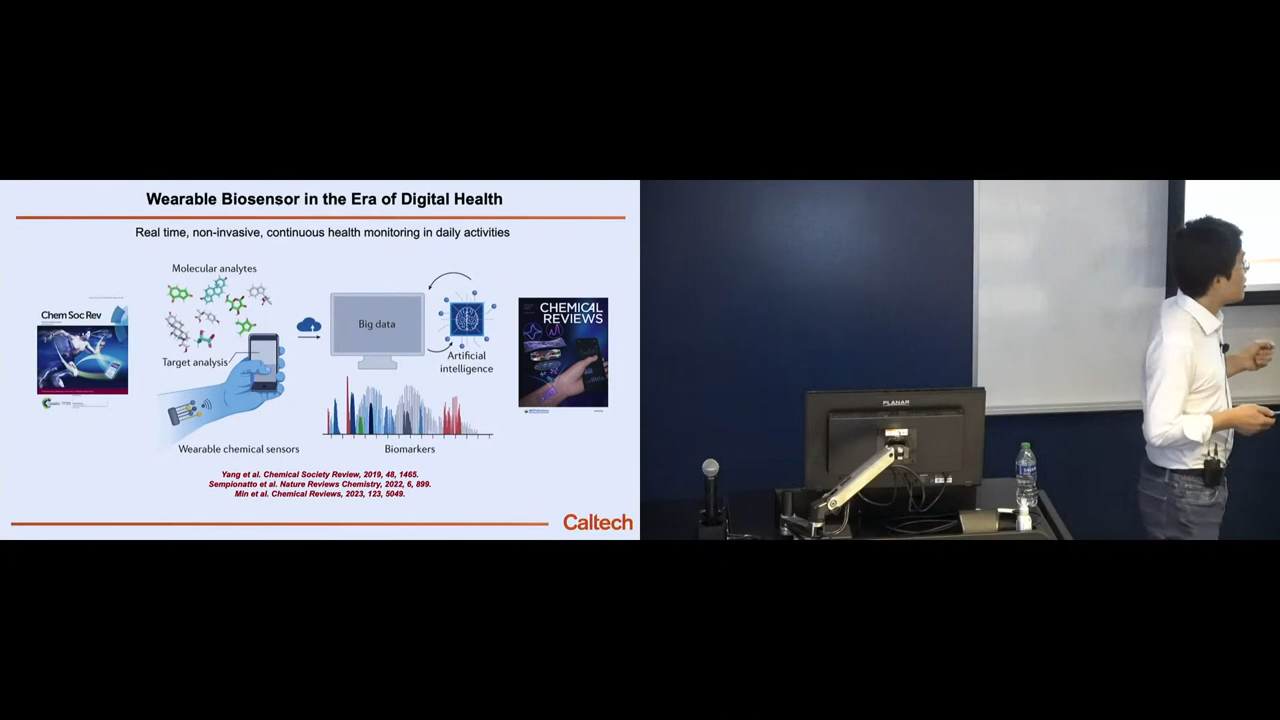 Wearable Biosensor in the Era of Digital Health
Real time, non-invasive, continuous health monitoring in daily activities
Molecular analytes
Chem Soc Rev
Target analysis
Wearable chemical sensors
Big data
Artificial
intelligence
Biomarkers
CHEMICAL
REVIEWS
Yang et al. Chemical Society Review, 2019, 48, 1465.
Sempionatto et al. Nature Reviews Chemistry, 2022, 6, 899.
Min et al. Chemical Reviews, 2023, 123, 5049.
Caltech
PLANAR